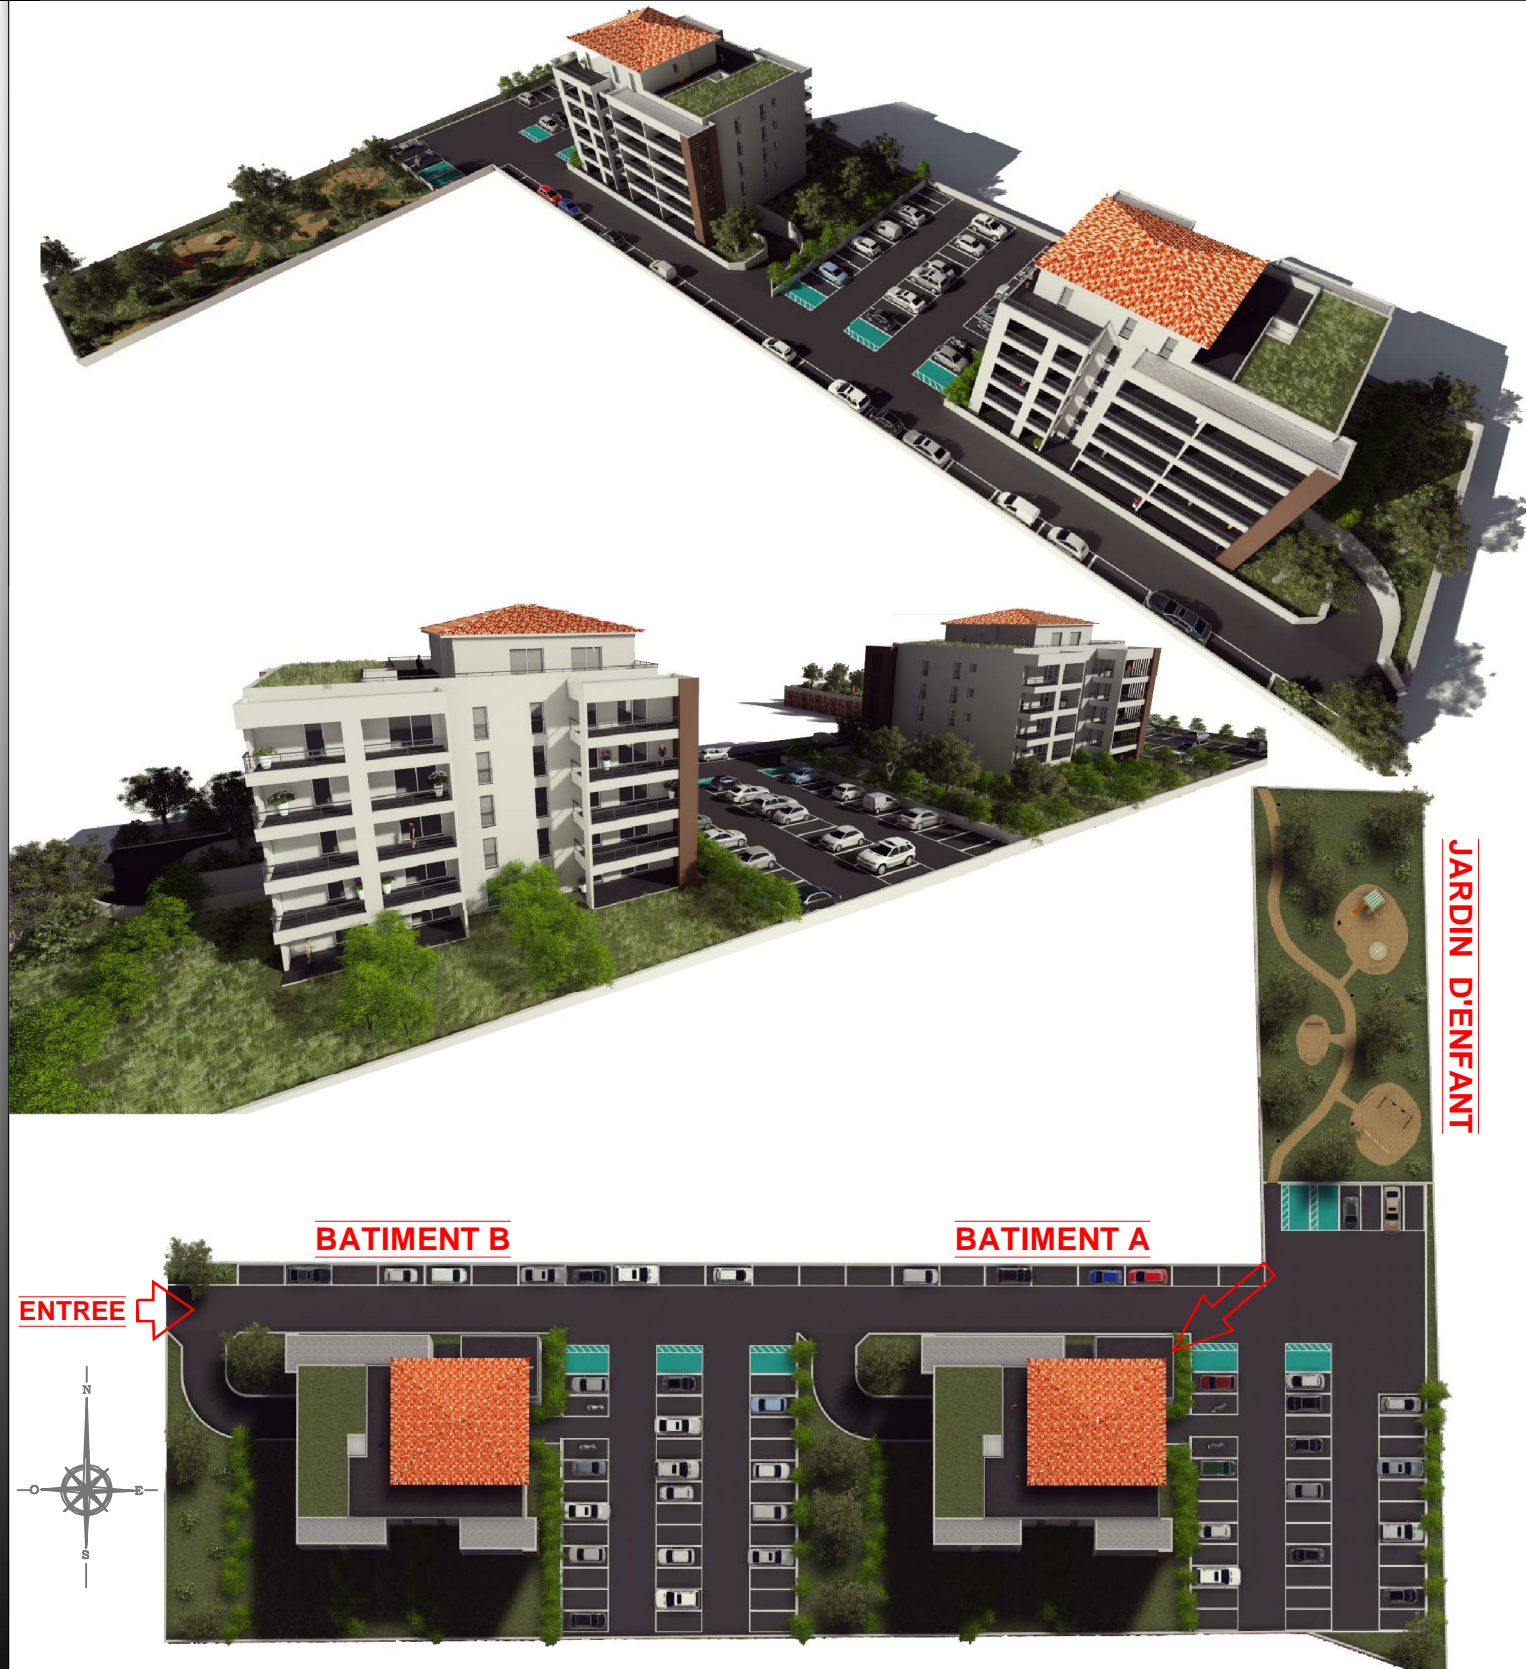 JARDIN D'ENFANT
BATIMENT B
BATIMENT A
ENTREE
N
O
E
S